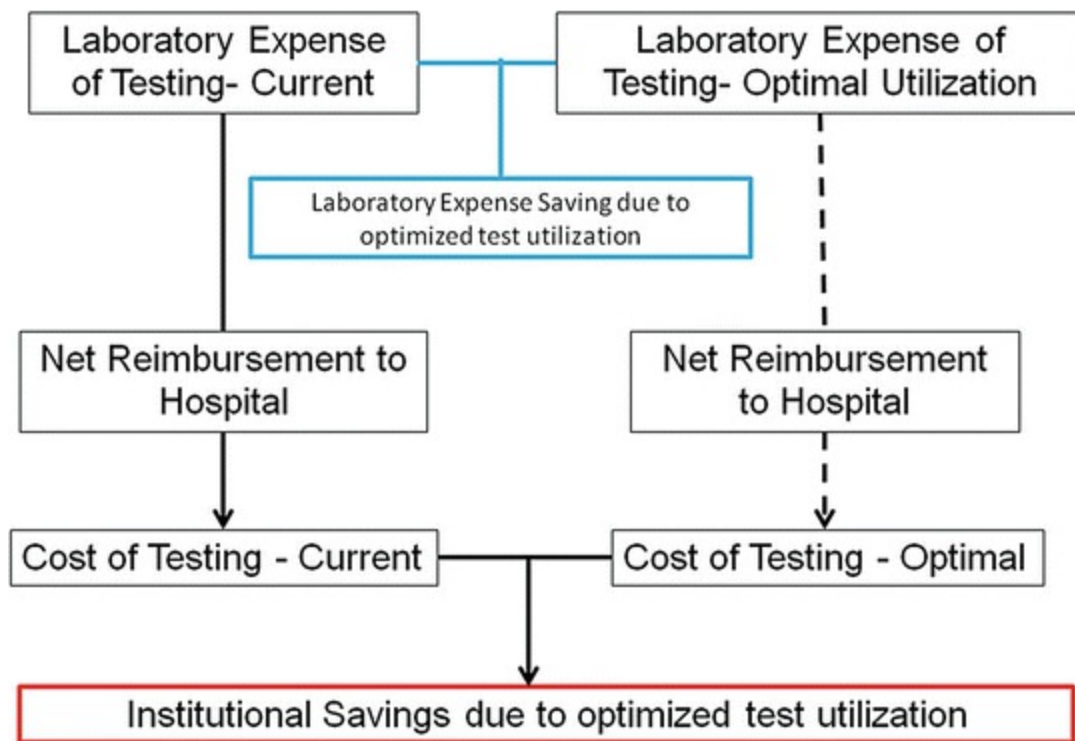 Laboratory Expense
of Testing- Current
Laboratory Expense of
Testing- Optimal Utilization
Laboratory Expense Saving due to
optimized test utilization
Net Reimbursement to
Hospital
Net Reimbursement
to Hospital
Cost of Testing - Current
Cost of Testing - Optimal
Institutional Savings due to optimized test utilization